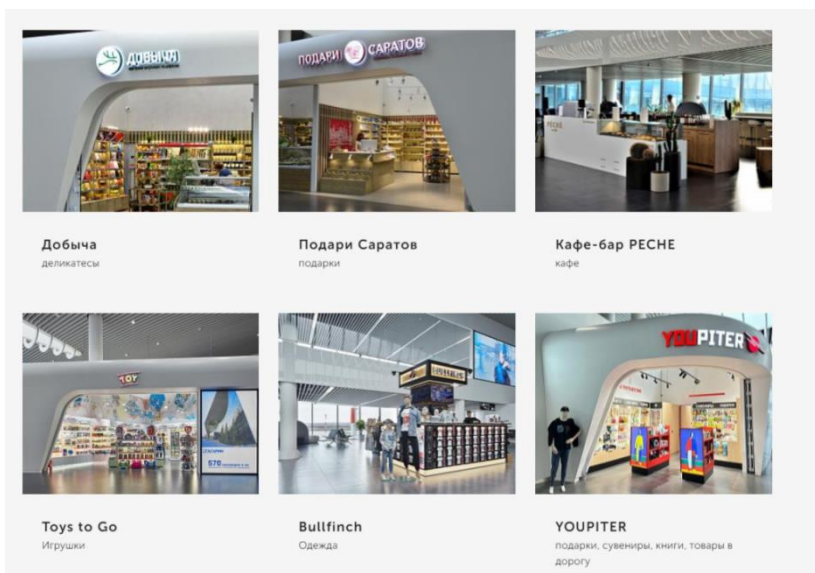 ДОБЫЧА
ПОДАРИ САРАТОВ
PECHE
Добыча
деликатесы
Подари Саратов
подарки
Кафе-бар PECHE
кафе
TOY
YOUPITER
570
Toys to Go
Игрушки
Bullfinch
Одежда
YOUPITER
подарки, сувениры, книги, товары в
дорогу